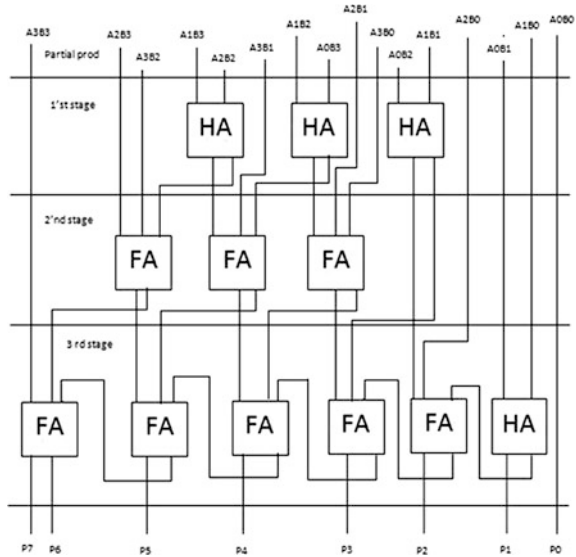 A3B3 A2B3 A3B2 A1B3 A2B2 A3B1 A1B2 A0B3 A2B1 A3B0 A0B2 A1B1 A2B0 A0B1 A1B0 A0B0
Partial prod
1'st stage
HA HA HA
2'nd stage
FA FA FA
3 rd stage
FA FA FA FA FA HA
P7 P6 P5 P4 P3 P2 P1 P0